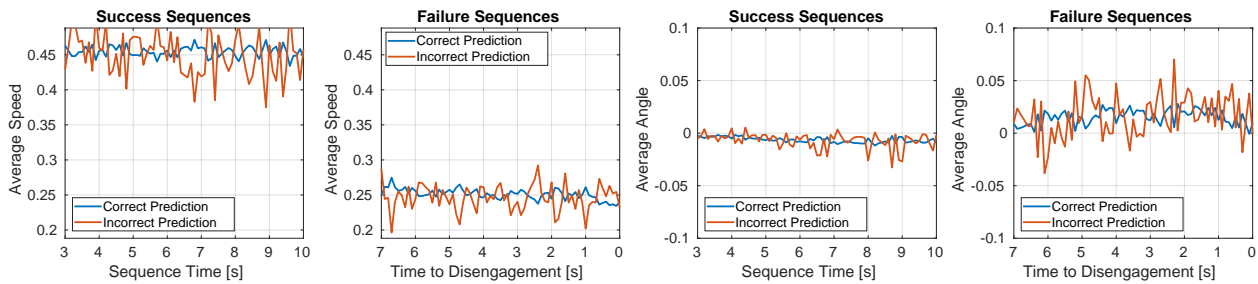 Success Sequences
0.45
0.4
0.35
0.3
0.25
0.2
Average Speed
Correct Prediction
Incorrect Prediction
3 4 5 6 7 8 9 10
Sequence Time [s]
Failure Sequences
Correct Prediction
Incorrect Prediction
0.45
0.4
0.35
0.3
0.25
0.2
Average Speed
7 6 5 4 3 2 1 0
Time to Disengagement [s]
Success Sequences
0.1
0.05
0
-0.05
-0.1
Average Angle
Correct Prediction
Incorrect Prediction
3 4 5 6 7 8 9 10
Sequence Time [s]
Failure Sequences
0.1
0.05
0
-0.05
-0.1
Average Angle
Correct Prediction
Incorrect Prediction
7 6 5 4 3 2 1 0
Time to Disengagement [s]